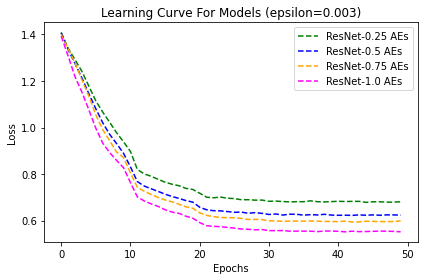 Learning Curve For Models (epsilon=0.003)
ResNet-0.25 AEs
ResNet-0.5 AEs
ResNet-0.75 AEs
ResNet-1.0 AEs
Loss
1.4
1.2
1.0
0.8
0.6
0 10 20 30 40 50
Epochs